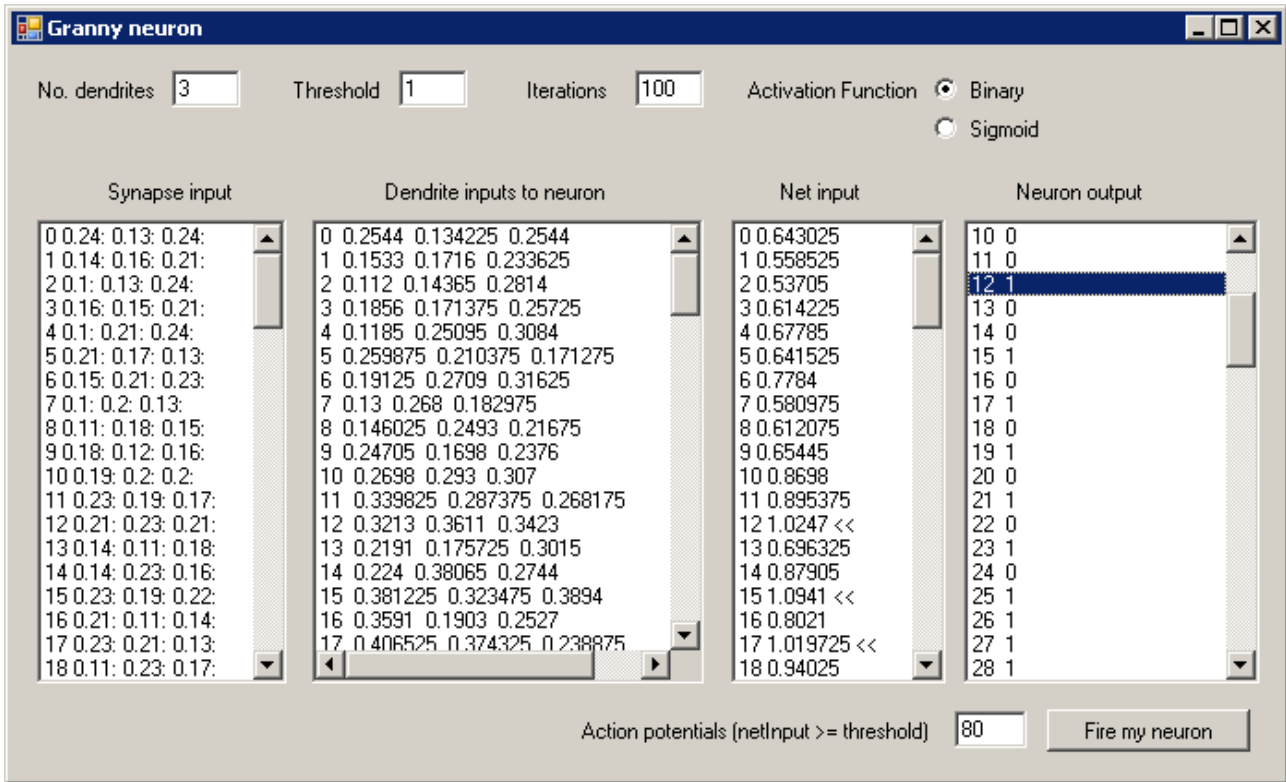 Granny neuron
No. dendrites 3 Threshold 1 Iterations 100 Activation Function Binary
Sigmoid
Synapse input
0 0.24: 0.13: 0.24:
1 0.14: 0.16: 0.21:
2 0.1: 0.13: 0.24:
3 0.16: 0.15: 0.21:
4 0.1: 0.21: 0.24:
5 0.21: 0.17: 0.13:
6 0.15: 0.21: 0.23:
7 0.1: 0.2: 0.13:
8 0.11: 0.18: 0.15:
9 0.18: 0.12: 0.16:
10 0.19: 0.2: 0.2:
11 0.23: 0.19: 0.17:
12 0.21: 0.23: 0.21:
13 0.14: 0.11: 0.18:
14 0.14: 0.23: 0.16:
15 0.23: 0.19: 0.22:
16 0.21: 0.11: 0.14:
17 0.23: 0.21: 0.13:
18 0.11: 0.23: 0.17:
Dendrite inputs to neuron
0 0.2544 0.134225 0.2544
1 0.1533 0.1716 0.233625
2 0.112 0.14365 0.2814
3 0.1856 0.171375 0.25725
4 0.1185 0.25095 0.3084
5 0.259875 0.210375 0.171275
6 0.19125 0.2709 0.31625
7 0.13 0.268 0.182975
8 0.146025 0.2493 0.21675
9 0.24705 0.1698 0.2376
10 0.2698 0.293 0.307
11 0.339825 0.287375 0.268175
12 0.3213 0.3611 0.3423
13 0.2191 0.175725 0.3015
14 0.224 0.38065 0.2744
15 0.381225 0.323475 0.3894
16 0.3591 0.1903 0.2527
17 0.406525 0.374325 0.238875
Net input
0 0.643025
1 0.558525
2 0.53705
3 0.614225
4 0.67785
5 0.641525
6 0.7784
7 0.580975
8 0.612075
9 0.65445
10 0.8698
11 0.895375
12 1.0247 <<
13 0.696325
14 0.87905
15 1.0941 <<
16 0.8021
17 1.019725 <<
18 0.94025
Neuron output
10 0
11 0
12 1
13 0
14 0
15 1
16 0
17 1
18 0
19 1
20 0
21 1
22 0
23 1
24 0
25 1
26 1
27 1
28 1
Action potentials (netInput >= threshold) 80 Fire my neuron